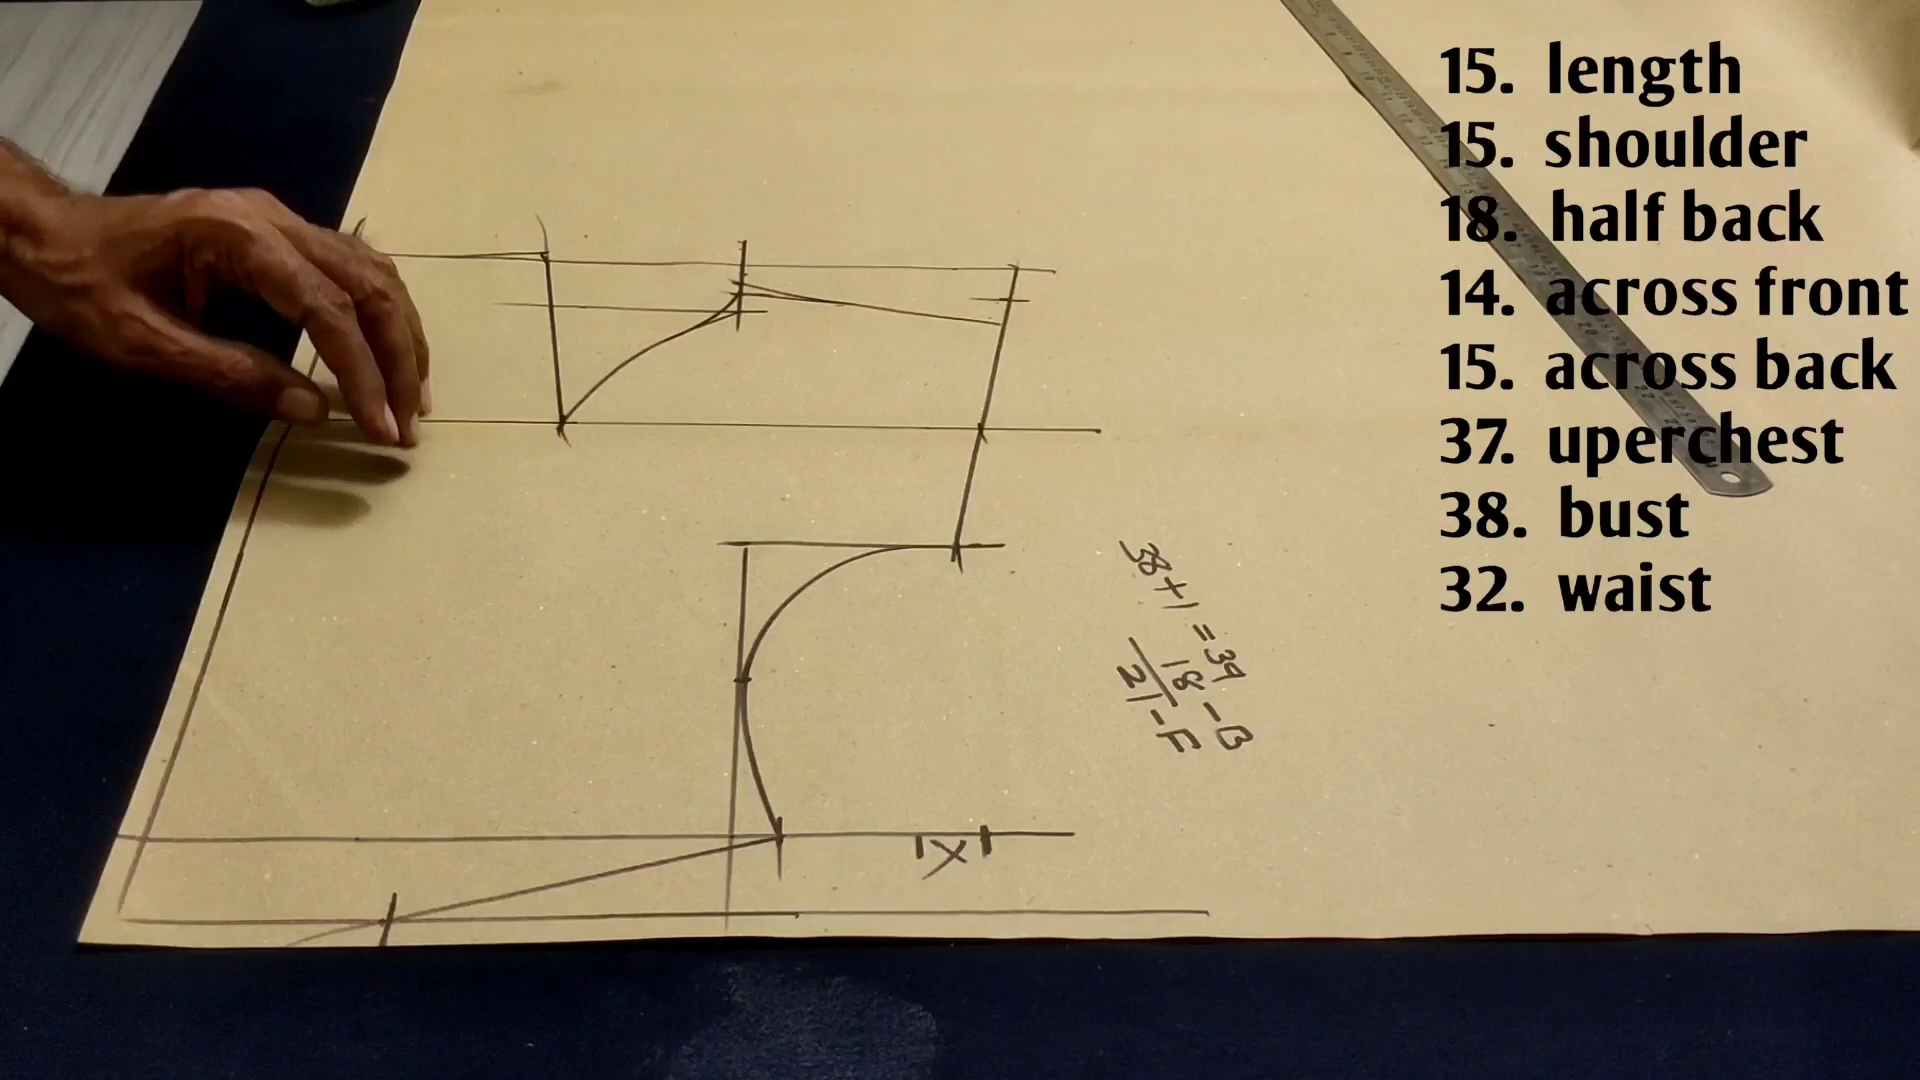 15. length
15. shoulder
18. half back
14. across front
15. across back
37. uperchest
38. bust
32. waist
38+1=39
18-B
21-F
X